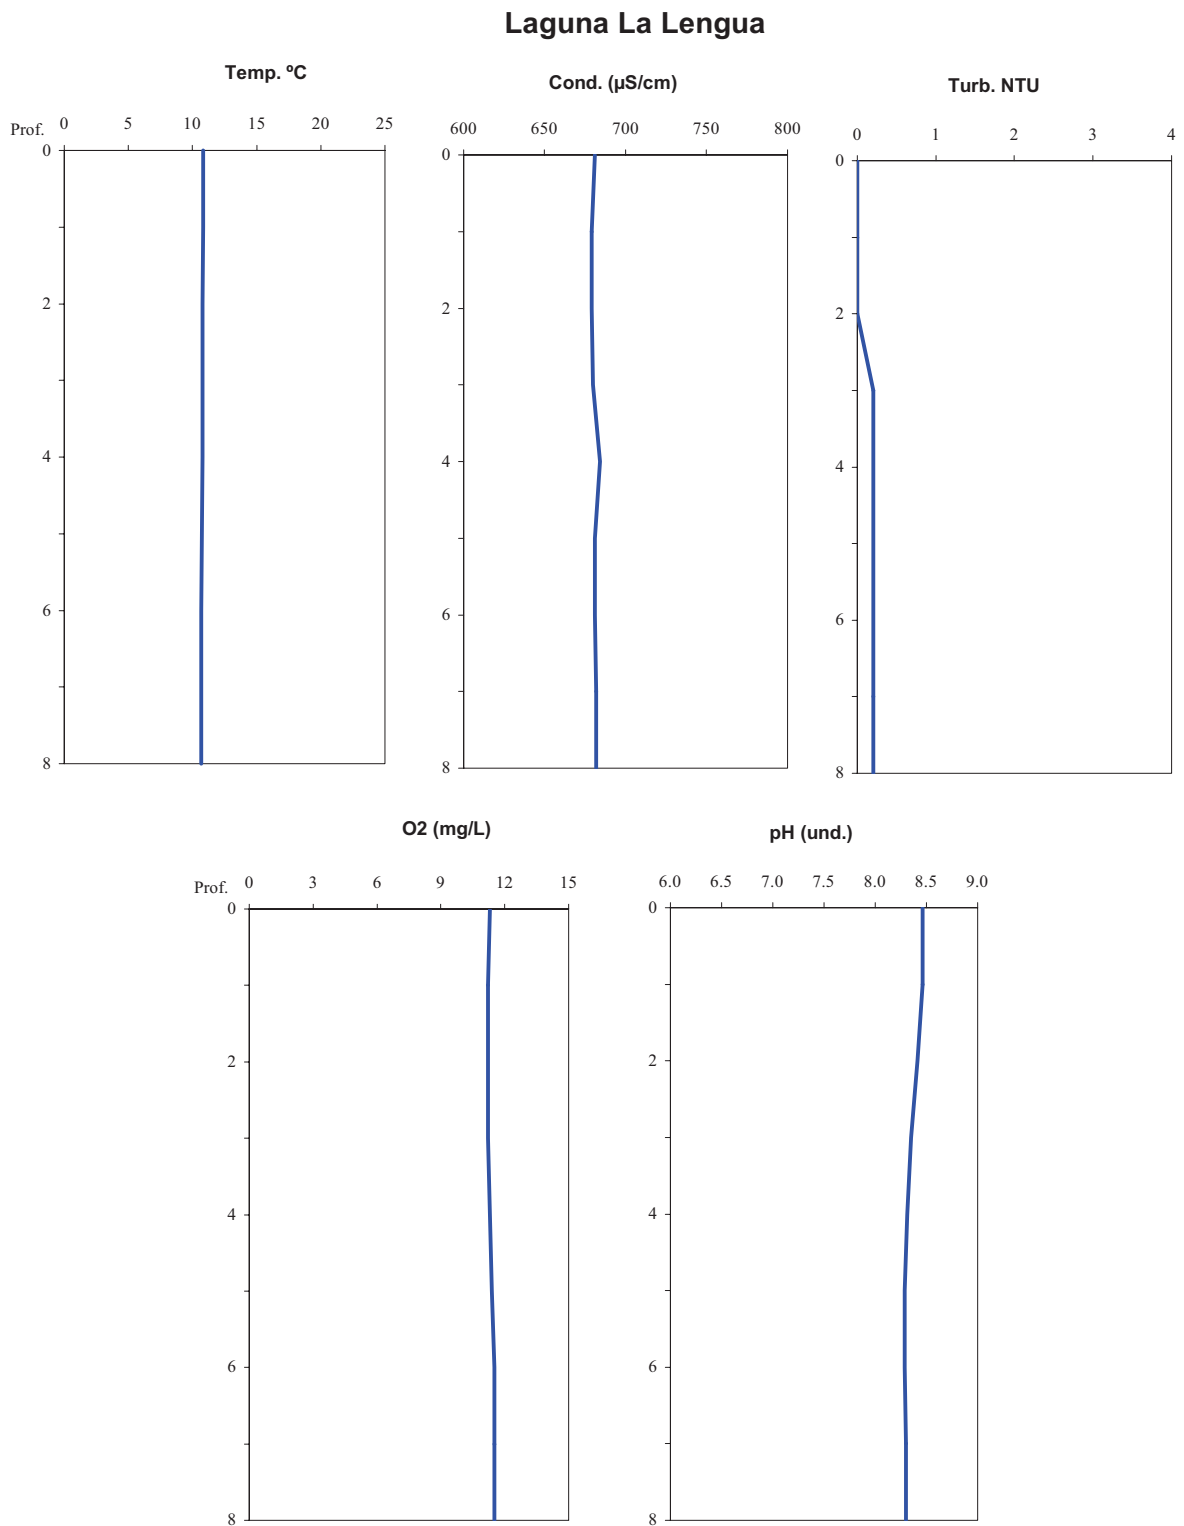 Laguna La Lengua
Temp. ºC
Cond. (µS/cm)
Turb. NTU
Prof. 0 5 10 15 20 25
600 650 700 750 800
0 1 2 3 4
0
2
4
6
8
0
2
4
6
8
0
2
4
6
8
O2 (mg/L)
pH (und.)
Prof. 0 3 6 9 12 15
6.0 6.5 7.0 7.5 8.0 8.5 9.0
0
2
4
6
8
0
2
4
6
8